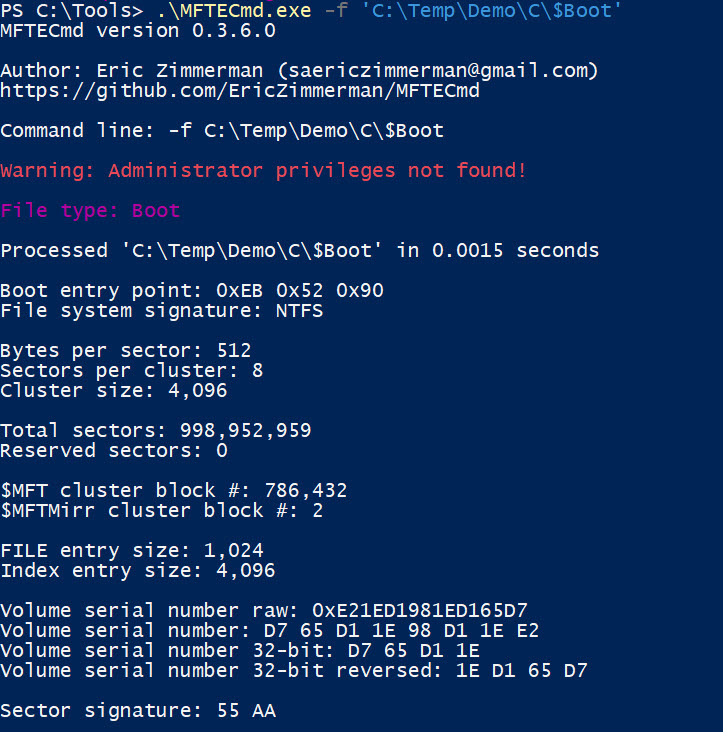 PS C:\Tools> .\MFTECmd.exe -f 'C:\Temp\Demo\C\$Boot'
MFTECmd version 0.3.6.0
Author: Eric Zimmerman (saericzimmerman@gmail.com)
https://github.com/EricZimmerman/MFTECmd
Command line: -f C:\Temp\Demo\C\$Boot
Warning: Administrator privileges not found!
File type: Boot
Processed 'C:\Temp\Demo\C\$Boot' in 0.0015 seconds
Boot entry point: 0xEB 0x52 0x90
File system signature: NTFS
Bytes per sector: 512
Sectors per cluster: 8
Cluster size: 4,096
Total sectors: 998,952,959
Reserved sectors: 0
$MFT cluster block #: 786,432
$MFTMirr cluster block #: 2
FILE entry size: 1,024
Index entry size: 4,096
Volume serial number raw: 0xE21ED1981ED165D7
Volume serial number: D7 65 D1 1E 98 D1 1E E2
Volume serial number 32-bit: D7 65 D1 1E
Volume serial number 32-bit reversed: 1E D1 65 D7
Sector signature: 55 AA